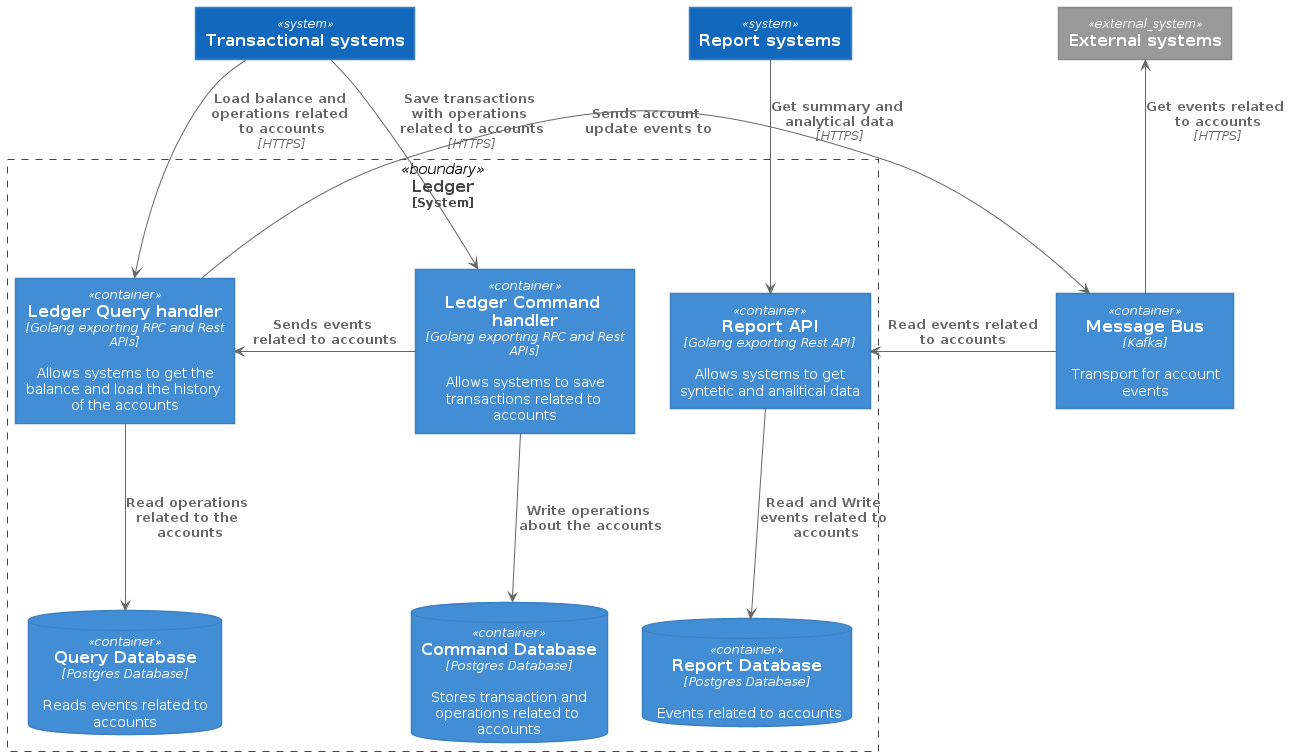 «system»
Transactional systems
«system»
Report systems
«external_system»
External systems
Load balance and
operations related
to accounts
[HTTPS]
Save transactions
with operations
related to accounts
[HTTPS]
Sends account
update events to
Get summary and
analytical data
[HTTPS]
Get events related
to accounts
[HTTPS]
«boundary»
Ledger
[System]
«container»
Ledger Query handler
[Golang exporting RPC and Rest
APIs]
Allows systems to get the
balance and load the history
of the accounts
Sends events
related to accounts
«container»
Ledger Command
handler
[Golang exporting RPC and Rest
APIs]
Allows systems to save
transactions related to
accounts
«container»
Report API
[Golang exporting Rest API]
Allows systems to get
syntetic and analitical data
Read events related
to accounts
«container»
Message Bus
[Kafka]
Transport for account
events
Read operations
related to the
accounts
Write operations
about the accounts
Read and Write
events related to
accounts
«container»
Query Database
[Postgres Database]
Reads events related to
accounts
«container»
Command Database
[Postgres Database]
Stores transaction and
operations related to
accounts
«container»
Report Database
[Postgres Database]
Events related to accounts